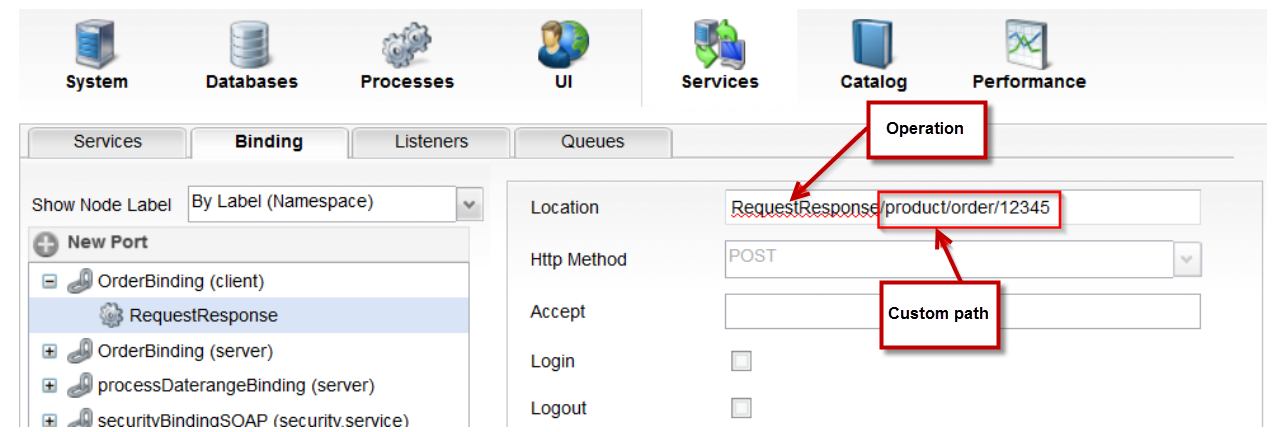 System Databases Processes UI Services Catalog Performance
Operation
Services Binding Listeners Queues
Show Node Label By Label (Namespace)
New Port
OrderBinding (client)
RequestResponse
OrderBinding (server)
processDaterangeBinding (server)
securityBindingSOAP (security.service)
Location RequestResponse/product/order/12345
Http Method POST
Accept
Custom path
Login
Logout